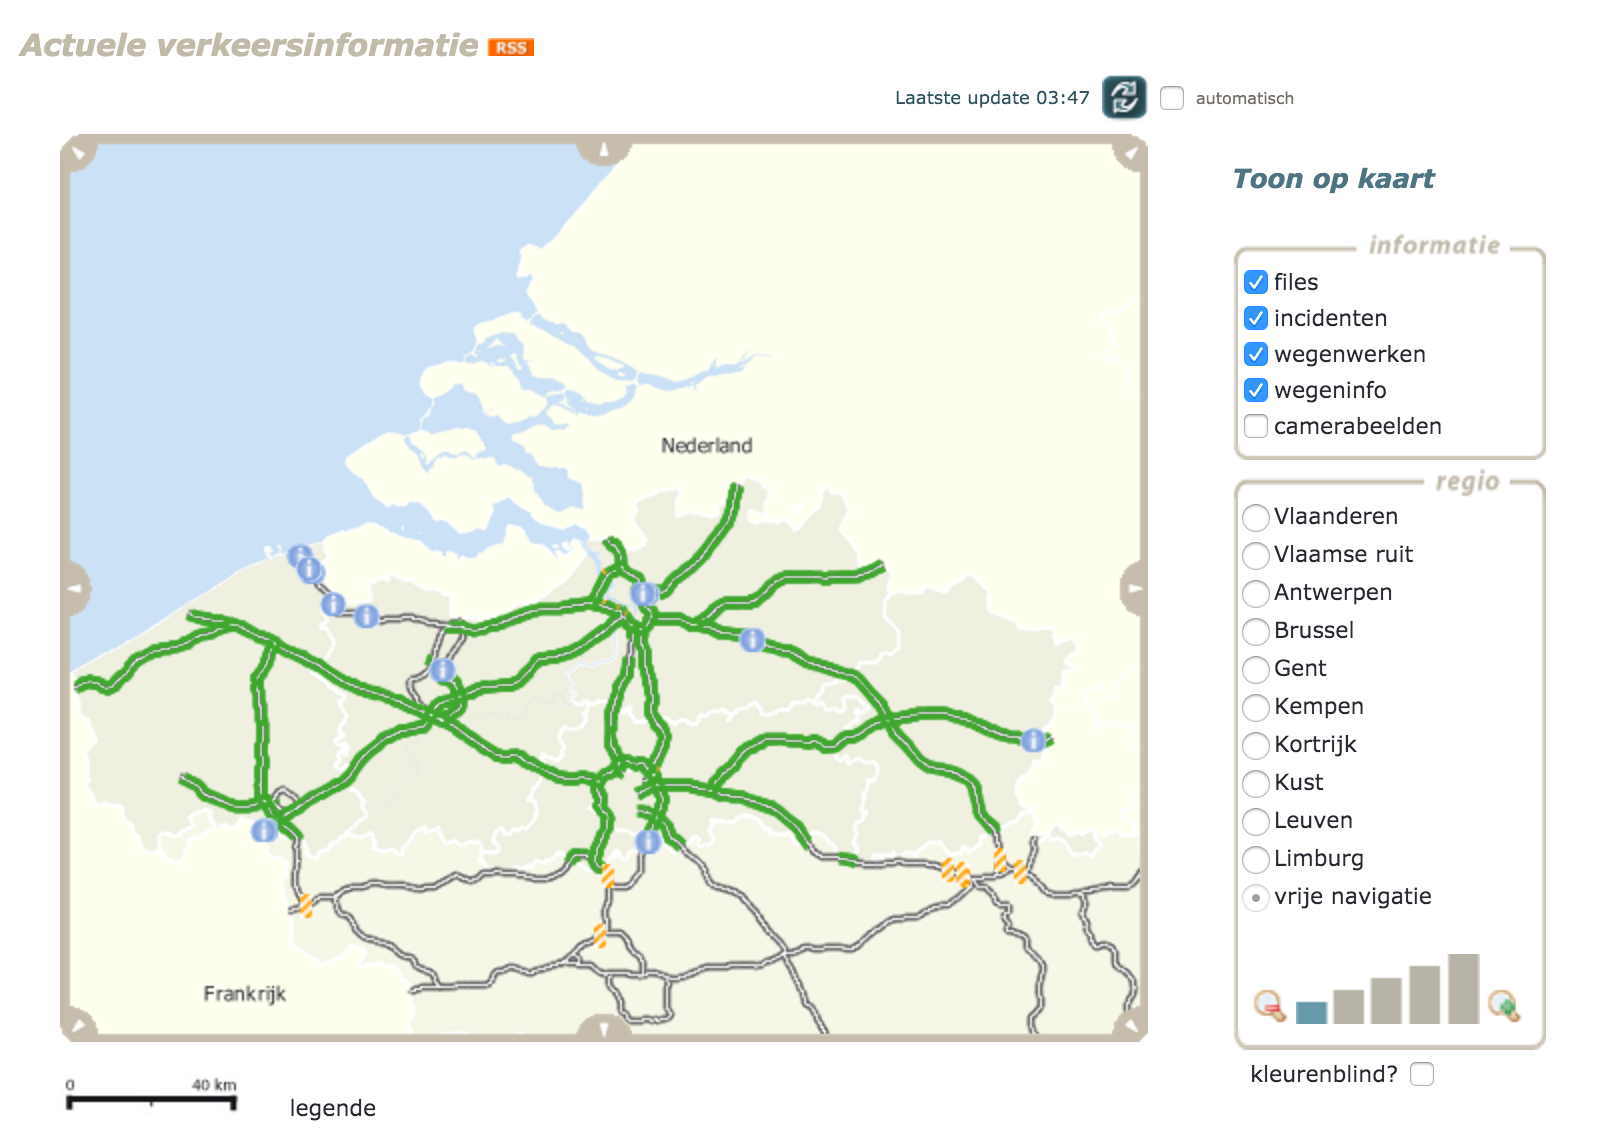 Actuele verkeersinformatie RSS
Laatste update 03:47 automatisch
Toon op kaart
informatie
files
incidenten
wegenwerken
wegeninfo
camerabeelden
regio
Vlaanderen
Vlaamse ruit
Antwerpen
Brussel
Gent
Kempen
Kortrijk
Kust
Leuven
Limburg
vrije navigatie
kleurenblind?
Nederland
Frankrijk
0 40 km
legende